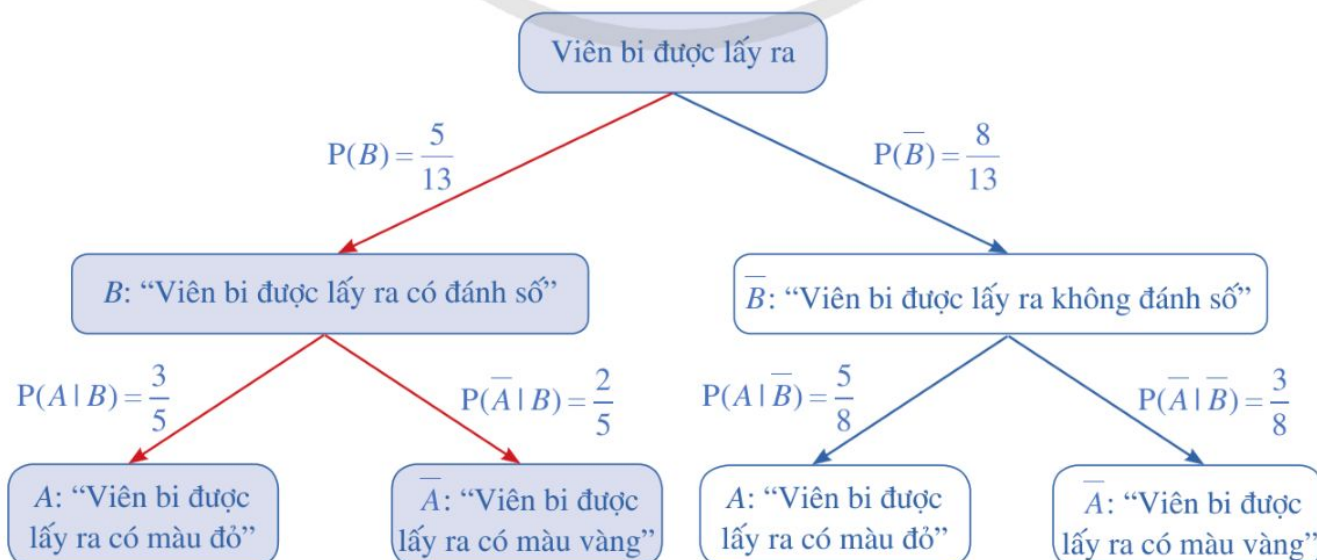 Viên bi được lấy ra
P(B) = 5/13
P(B̅) = 8/13
B: “Viên bi được lấy ra có đánh số”
B̅: “Viên bi được lấy ra không đánh số”
P(A | B) = 3/5
P(A̅ | B) = 2/5
P(A | B̅) = 5/8
P(A̅ | B̅) = 3/8
A: “Viên bi được
lấy ra có màu đỏ”
A̅: “Viên bi được
lấy ra có màu vàng”
A: “Viên bi được
lấy ra có màu đỏ”
A̅: “Viên bi được
lấy ra có màu vàng”